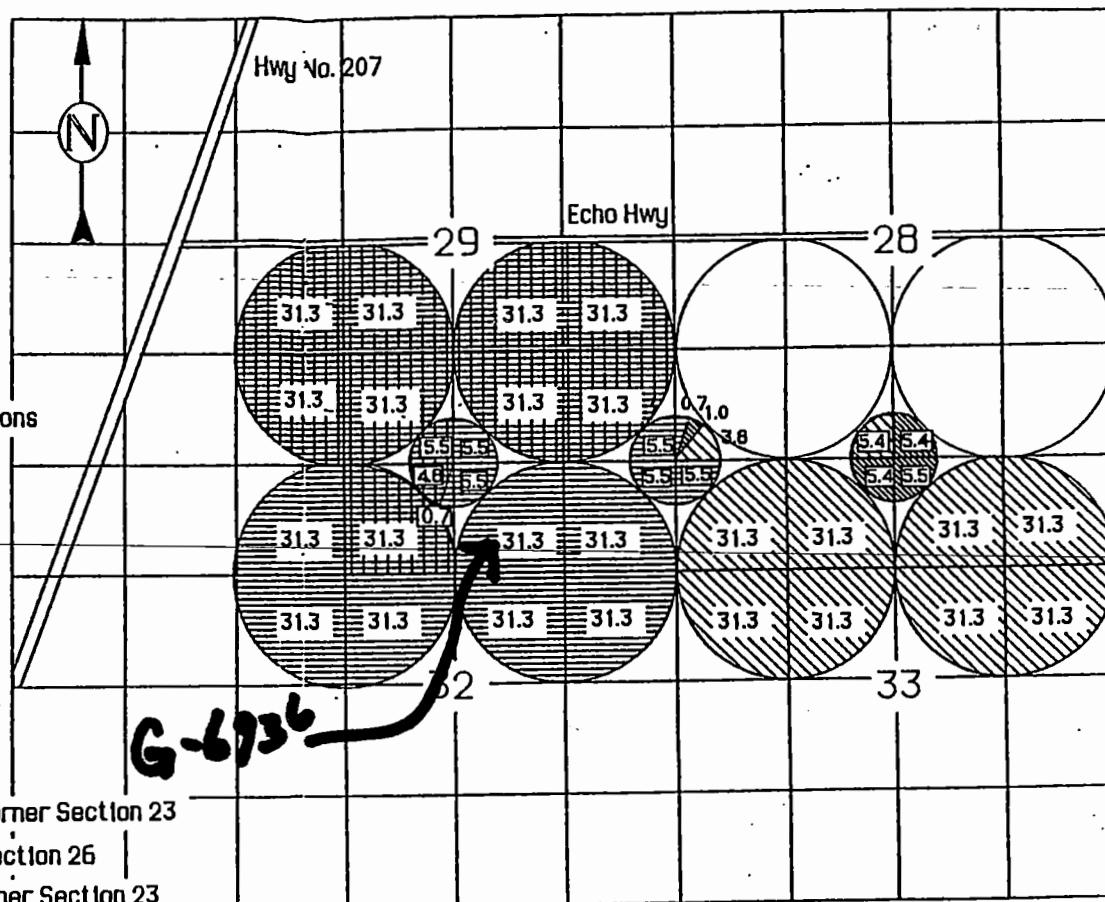 N
Hwy No. 207
Echo Hwy
29
28
31.3 31.3 31.3 31.3
31.3 31.3 31.3 31.3
ons
0.7 1.0
5.5 5.5 5.5 3.8 5.4 5.4
4.8 5.5 5.5 5.5 5.4 5.5
0.7
31.3 31.3 31.3 31.3 31.3 31.3 31.3 31.3
31.3 31.3 31.3 31.3 31.3 31.3 31.3 31.3
32
33
G-6936
rner Section 23
ection 26
ner Section 23